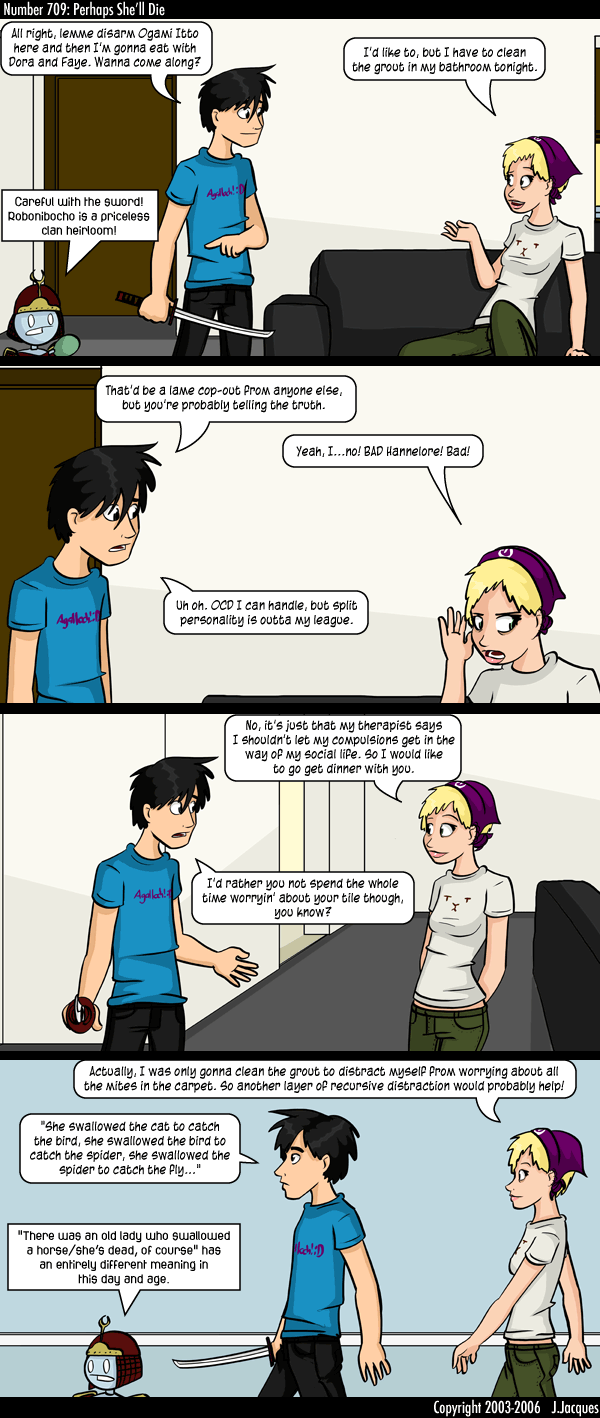 Number 709: Perhaps She'll Die
All right, lemme disarm Ogami Itto
here and then I'm gonna eat with
Dora and Faye. Wanna come along?
I'd like to, but I have to clean
the grout in my bathroom tonight.
Agalloch! :D
Careful with the sword!
Robonibocho is a priceless
clan heirloom!
That'd be a lame cop-out from anyone else,
but you're probably telling the truth.
Yeah, I...no! BAD Hannelore! Bad!
Uh oh. OCD I can handle, but split
personality is outta my league.
Agalloch! :D
No, it's just that my therapist says
I shouldn't let my compulsions get in the
way of my social life. So I would like
to go get dinner with you.
I'd rather you not spend the whole
time worryin' about your tile though,
you know?
Agalloch! :D
Actually, I was only gonna clean the grout to distract myself from worrying about all
the mites in the carpet. So another layer of recursive distraction would probably help!
"She swallowed the cat to catch
the bird, she swallowed the bird to
catch the spider, she swallowed the
spider to catch the fly..."
lloch! :D
"There was an old lady who swallowed
a horse/she's dead, of course" has
an entirely different meaning in
this day and age.
Copyright 2003-2006 J.Jacques